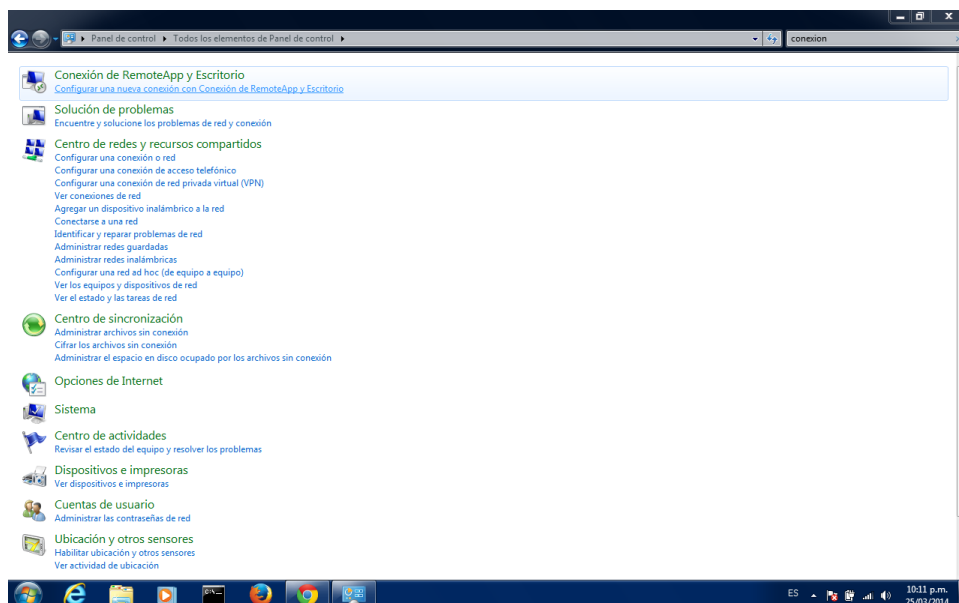 Panel de control ▸ Todos los elementos de Panel de control ▸
conexion
Conexión de RemoteApp y Escritorio
Configurar una nueva conexión con Conexión de RemoteApp y Escritorio
Solución de problemas
Encuentre y solucione los problemas de red y conexión
Centro de redes y recursos compartidos
Configurar una conexión o red
Configurar una conexión de acceso telefónico
Configurar una conexión de red privada virtual (VPN)
Ver conexiones de red
Agregar un dispositivo inalámbrico a la red
Conectarse a una red
Identificar y reparar problemas de red
Administrar redes guardadas
Administrar redes inalámbricas
Configurar una red ad hoc (de equipo a equipo)
Ver los equipos y dispositivos de red
Ver el estado y las tareas de red
Centro de sincronización
Administrar archivos sin conexión
Cifrar los archivos sin conexión
Administrar el espacio en disco ocupado por los archivos sin conexión
Opciones de Internet
Sistema
Centro de actividades
Revisar el estado del equipo y resolver los problemas
Dispositivos e impresoras
Ver dispositivos e impresoras
Cuentas de usuario
Administrar las contraseñas de red
Ubicación y otros sensores
Habilitar ubicación y otros sensores
Ver actividad de ubicación
ES
10:11 p.m.
25/03/2014